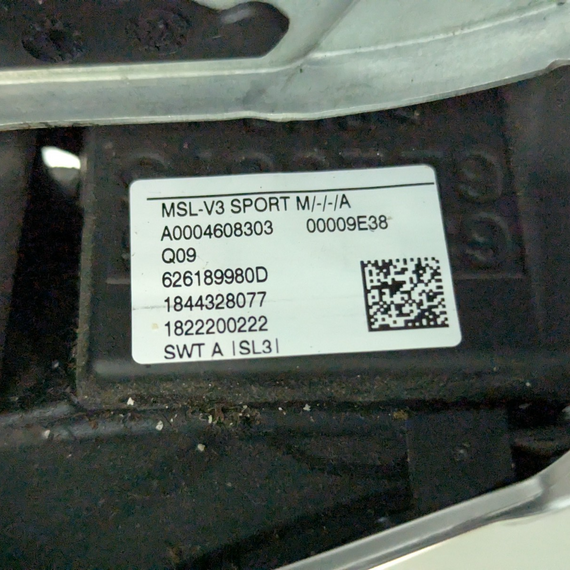 MSL-V3 SPORT M/-/-/A
A0004608303 00009E38
Q09
626189980D
1844328077
1822200222
SWT A |SL3|